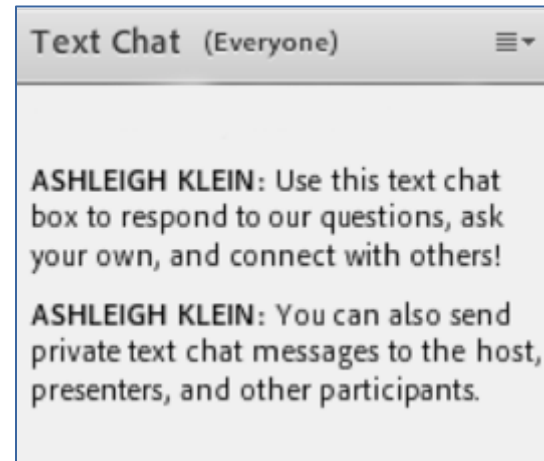 Text Chat (Everyone)
ASHLEIGH KLEIN: Use this text chat
box to respond to our questions, ask
your own, and connect with others!
ASHLEIGH KLEIN: You can also send
private text chat messages to the host,
presenters, and other participants.